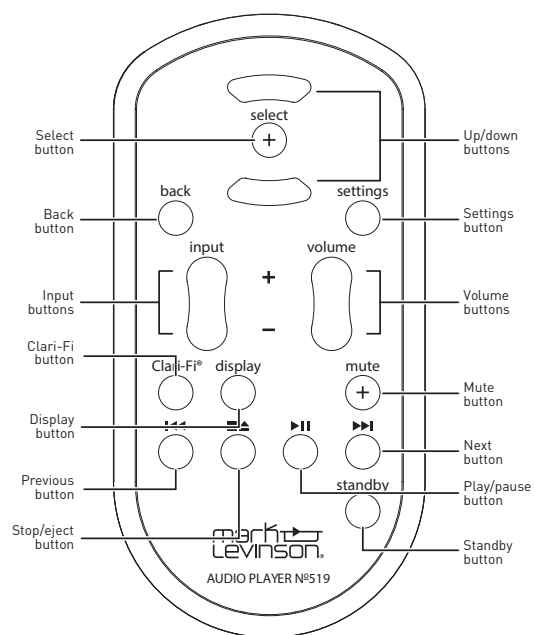 select
Select
button
Up/down
buttons
back
settings
Back
button
Settings
button
input
volume
+
−
Input
buttons
Volume
buttons
Clari-Fi
button
Clari-Fi®
display
mute
Mute
button
Display
button
Next
button
Previous
button
standby
Play/pause
button
Stop/eject
button
mark
Levinson®
Standby
button
AUDIO PLAYER Nº519